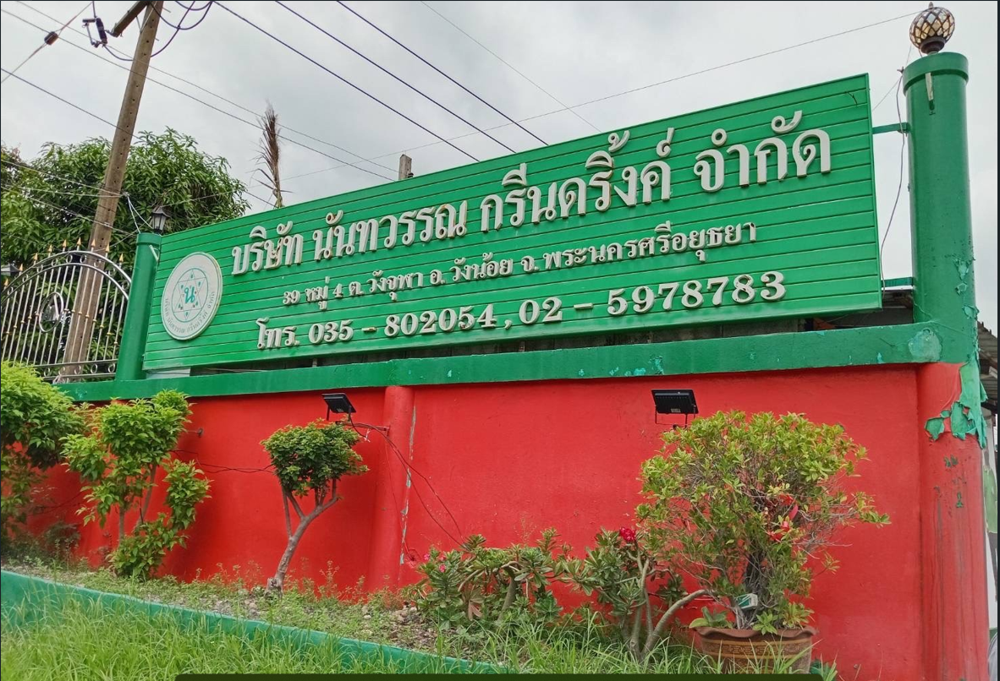 บริษัท นันทวรรณ กรีนดริ้งค์ จำกัด
39 หมู่ 4 ต. วังจุฬา อ. วังน้อย จ. พระนครศรีอยุธยา
โทร. 035 - 802054 , 02 - 5978783
น